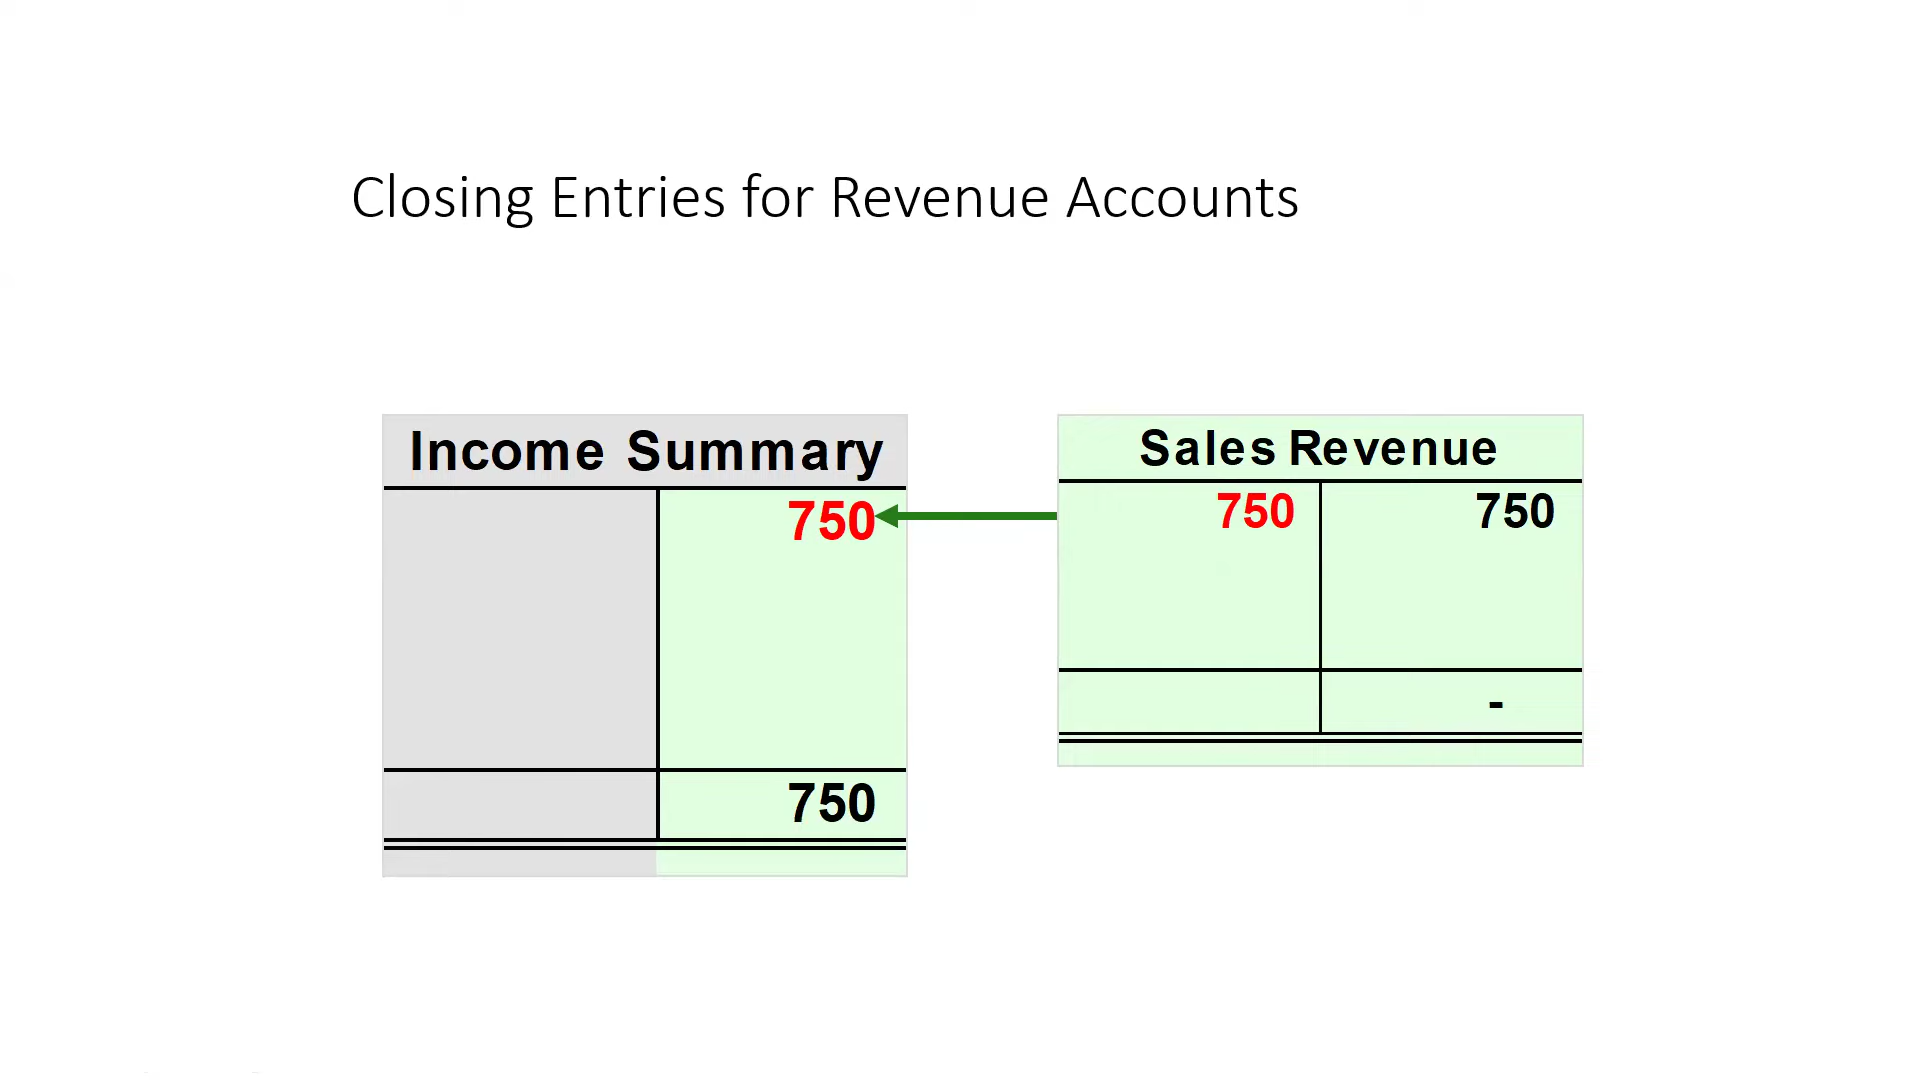 Closing Entries for Revenue Accounts
Income Summary
750
750
Sales Revenue
750 750
-